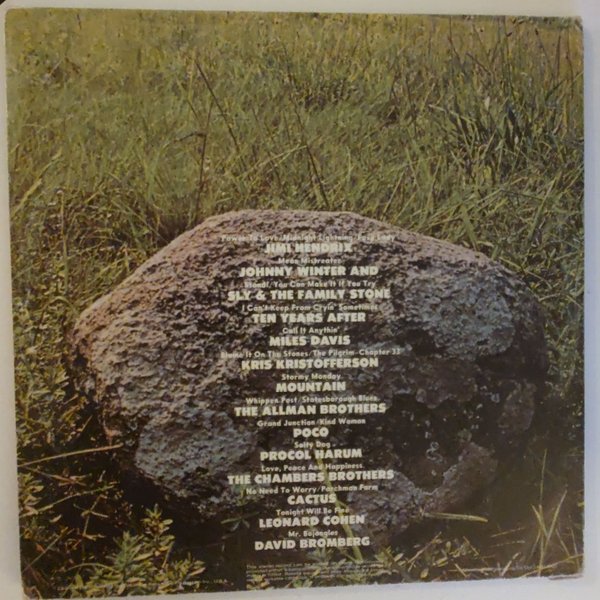 Power To Love/Midnight Lightning/Foxy Lady
JIMI HENDRIX
Mean Mistreater
JOHNNY WINTER AND
Stand!/You Can Make It If You Try
SLY & THE FAMILY STONE
I Can't Keep From Cryin' Sometimes
TEN YEARS AFTER
Call It Anythin'
MILES DAVIS
Blame It On The Stones/The Pilgrim-Chapter 33
KRIS KRISTOFFERSON
Stormy Monday
MOUNTAIN
Whippen Post/Statesborough Blues
THE ALLMAN BROTHERS
Grand Junction/Kind Woman
POCO
Salty Dog
PROCOL HARUM
Love, Peace And Happiness
THE CHAMBERS BROTHERS
No Need To Worry/Parchman Farm
CACTUS
Tonight Will Be Fine
LEONARD COHEN
Mr. Bojangles
DAVID BROMBERG